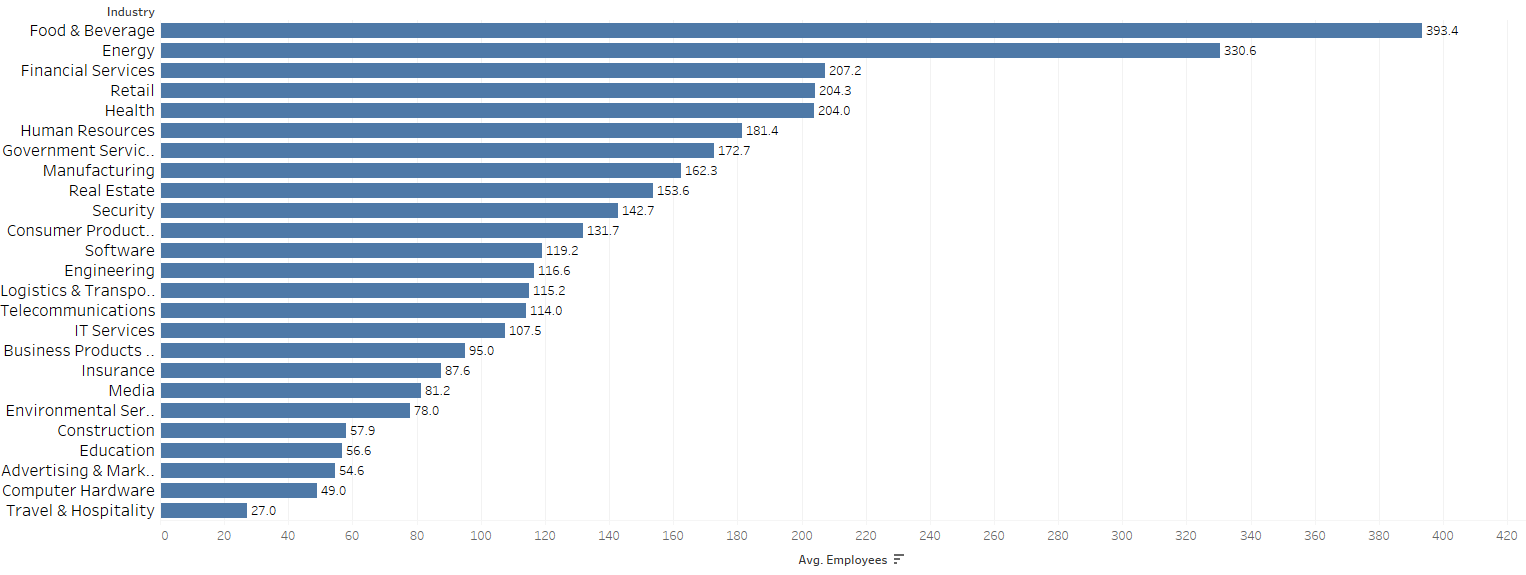 Industry
Food & Beverage 393.4
Energy 330.6
Financial Services 207.2
Retail 204.3
Health 204.0
Human Resources 181.4
Government Servic.. 172.7
Manufacturing 162.3
Real Estate 153.6
Security 142.7
Consumer Product.. 131.7
Software 119.2
Engineering 116.6
Logistics & Transpo.. 115.2
Telecommunications 114.0
IT Services 107.5
Business Products .. 95.0
Insurance 87.6
Media 81.2
Environmental Ser.. 78.0
Construction 57.9
Education 56.6
Advertising & Mark.. 54.6
Computer Hardware 49.0
Travel & Hospitality 27.0
0 20 40 60 80 100 120 140 160 180 200 220 240 260 280 300 320 340 360 380 400 420
Avg. Employees